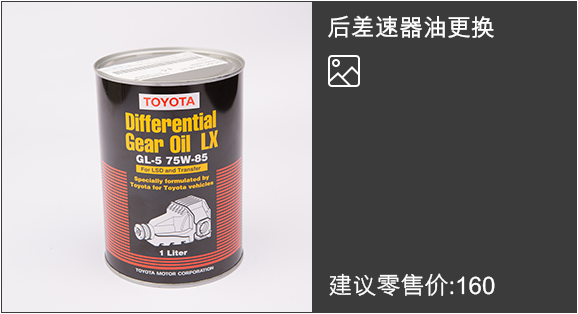 TOYOTA
Differential
Gear Oil LX
GL-5 75W-85
For LSD and Transfer
Specially formulated by
Toyota for Toyota vehicles
1 Liter
TOYOTA MOTOR CORPORATION
后差速器油更换
建议零售价:160